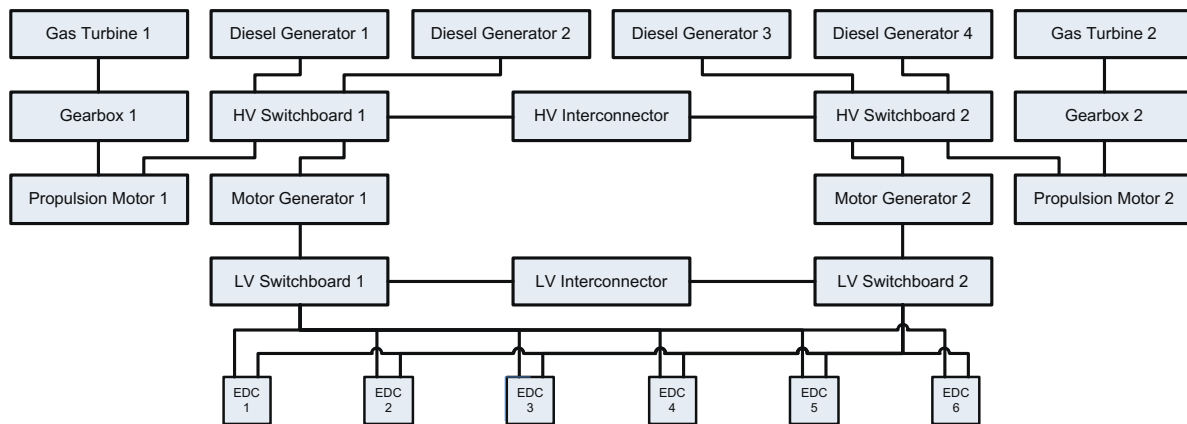 Gas Turbine 1
Diesel Generator 1
Diesel Generator 2
Diesel Generator 3
Diesel Generator 4
Gas Turbine 2
Gearbox 1
HV Switchboard 1
HV Interconnector
HV Switchboard 2
Gearbox 2
Propulsion Motor 1
Motor Generator 1
Motor Generator 2
Propulsion Motor 2
LV Switchboard 1
LV Interconnector
LV Switchboard 2
EDC
1
EDC
2
EDC
3
EDC
4
EDC
5
EDC
6